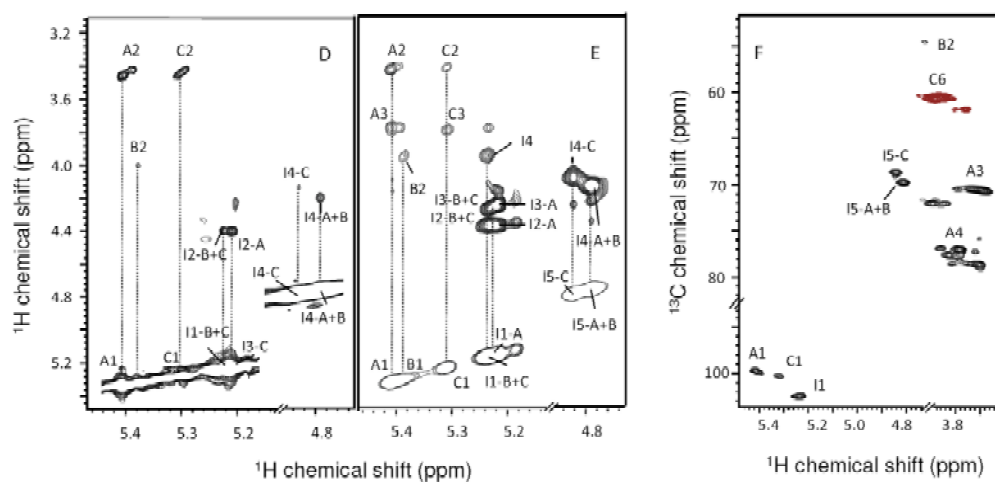 D
3.2
3.6
4.0
4.4
4.8
5.2
A2
C2
B2
I4-C
I4-A+B
I2-A
I2-B+C
I4-C
I4-A+B
I1-B+C
I3-C
A1
C1
5.4
5.3
5.2
4.8
¹H chemical shift (ppm)
E
A2
C2
A3
C3
B2
I4
I4-C
I3-B+C
I3-A
I2-B+C
I2-A
I4-A+B
I5-C
I5-A+B
I1-A
A1
B1
C1
I1-B+C
5.4
5.2
4.8
¹H chemical shift (ppm)
F
60
70
80
100
B2
C6
I5-C
A3
I5-A+B
A4
A1
C1
I1
5.4
5.2
5.0
4.8
3.8
¹³C chemical shift (ppm)
¹H chemical shift (ppm)